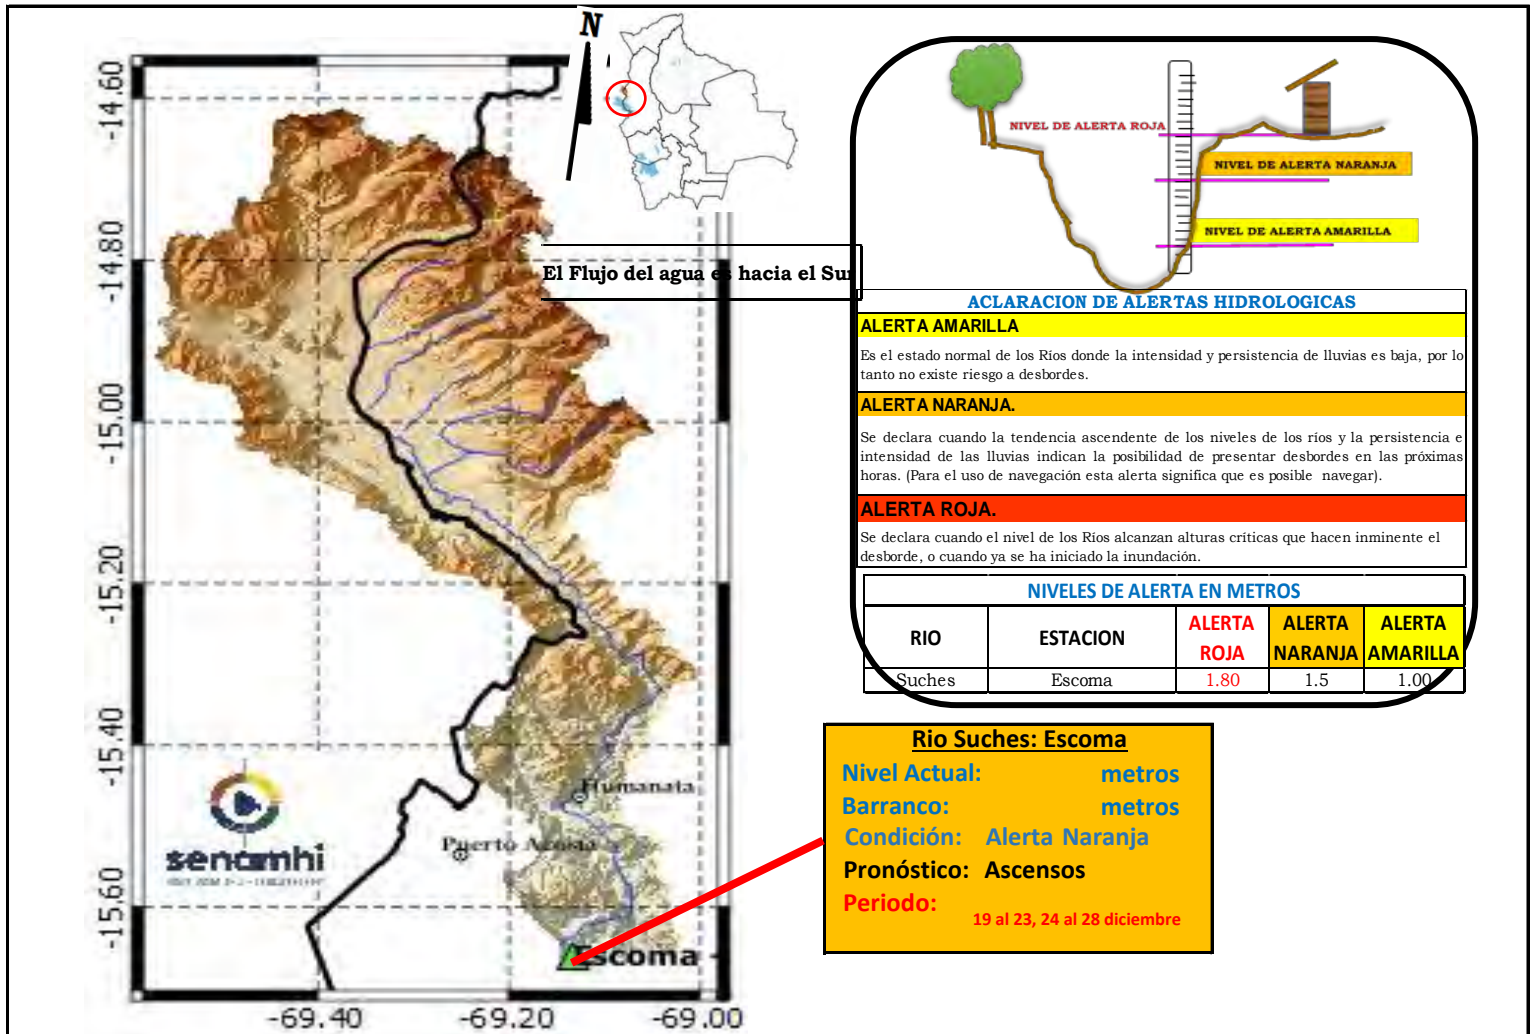 N
-14.60
-14.80
-15.00
-15.20
-15.40
-15.60
-69.40
-69.20
-69.00
El Flujo del agua es hacia el Sur
Humanata
Puerto Acosta
Escoma
senamhi
NIVEL DE ALERTA ROJA
NIVEL DE ALERTA NARANJA
NIVEL DE ALERTA AMARILLA
ACLARACION DE ALERTAS HIDROLOGICAS
ALERTA AMARILLA
Es el estado normal de los Ríos donde la intensidad y persistencia de lluvias es baja, por lo
tanto no existe riesgo a desbordes.
ALERTA NARANJA.
Se declara cuando la tendencia ascendente de los niveles de los ríos y la persistencia e
intensidad de las lluvias indican la posibilidad de presentar desbordes en las próximas
horas. (Para el uso de navegación esta alerta significa que es posible navegar).
ALERTA ROJA.
Se declara cuando el nivel de los Ríos alcanzan alturas críticas que hacen inminente el
desborde, o cuando ya se ha iniciado la inundación.
NIVELES DE ALERTA EN METROS
RIO ESTACION ALERTA ROJA ALERTA NARANJA ALERTA AMARILLA
Suches Escoma 1.80 1.5 1.00
Rio Suches: Escoma
Nivel Actual: metros
Barranco: metros
Condición: Alerta Naranja
Pronóstico: Ascensos
Periodo:
19 al 23, 24 al 28 diciembre